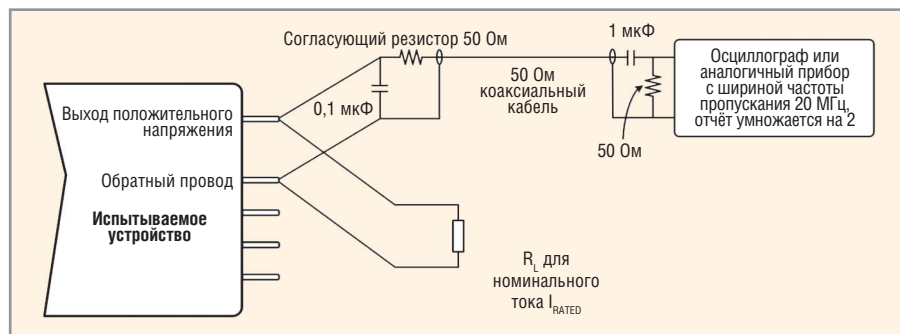 Согласующий резистор 50 Ом
1 мкФ
Осциллограф или
аналогичный прибор
с шириной частоты
пропускания 20 МГц,
отчёт умножается на 2
50 Ом
коаксиальный
кабель
0,1 мкФ
50 Ом
Выход положительного
напряжения
Обратный провод
Испытываемое
устройство
R_L для
номинального
тока I_RATED